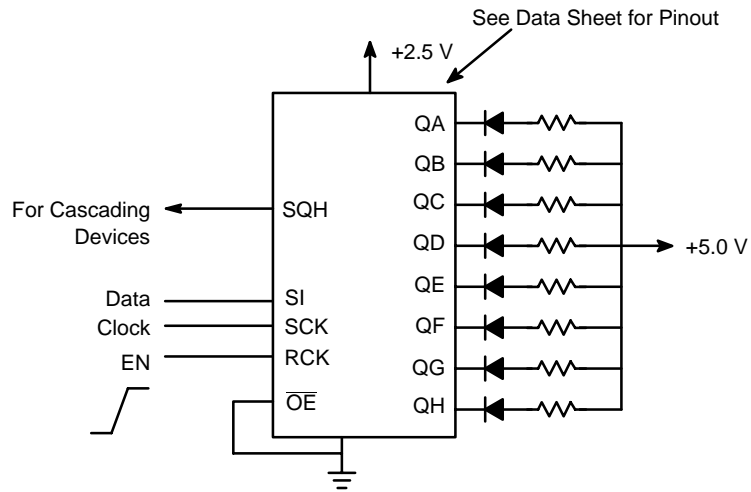 See Data Sheet for Pinout
+2.5 V
QA
QB
QC
QD
QE
QF
QG
QH
+5.0 V
For Cascading
Devices
SQH
Data
SI
Clock
SCK
EN
RCK
O̅E̅